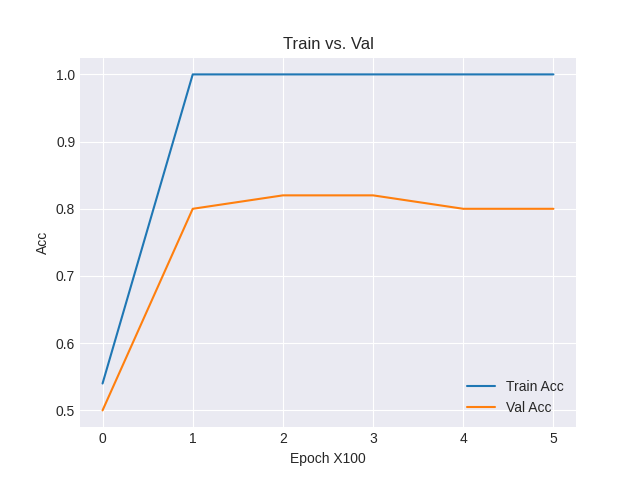 Train vs. Val
Acc
1.0
0.9
0.8
0.7
0.6
0.5
0 1 2 3 4 5
Epoch X100
Train Acc
Val Acc